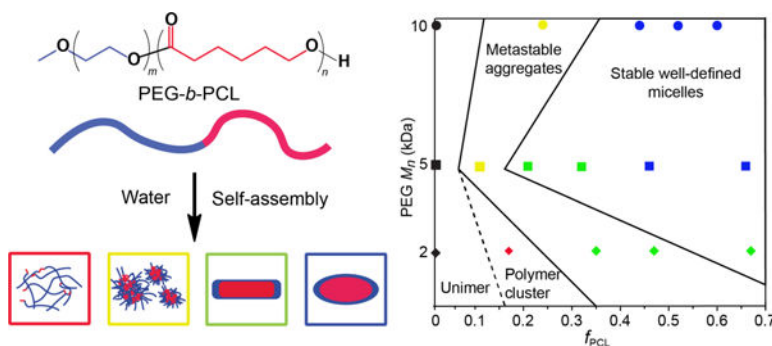 O
O
O
m
O
n
H
PEG-b-PCL
Water
Self-assembly
PEG Mn (kDa)
10
5
2
Metastable
aggregates
Stable well-defined
micelles
Unimer
Polymer
cluster
0
0.1
0.2
0.3
0.4
0.5
0.6
0.7
fPCL